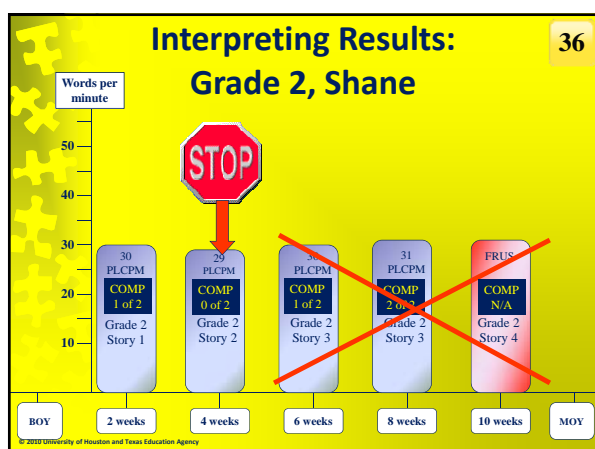 Interpreting Results:
Grade 2, Shane
36
Words per
minute
50
40
30
20
10
STOP
30
PLCPM
COMP
1 of 2
Grade 2
Story 1
29
PLCPM
COMP
0 of 2
Grade 2
Story 2
30
PLCPM
COMP
1 of 2
Grade 2
Story 3
31
PLCPM
COMP
2 of 2
Grade 2
Story 3
FRUS
COMP
N/A
Grade 2
Story 4
BOY
2 weeks
4 weeks
6 weeks
8 weeks
10 weeks
MOY
© 2010 University of Houston and Texas Education Agency